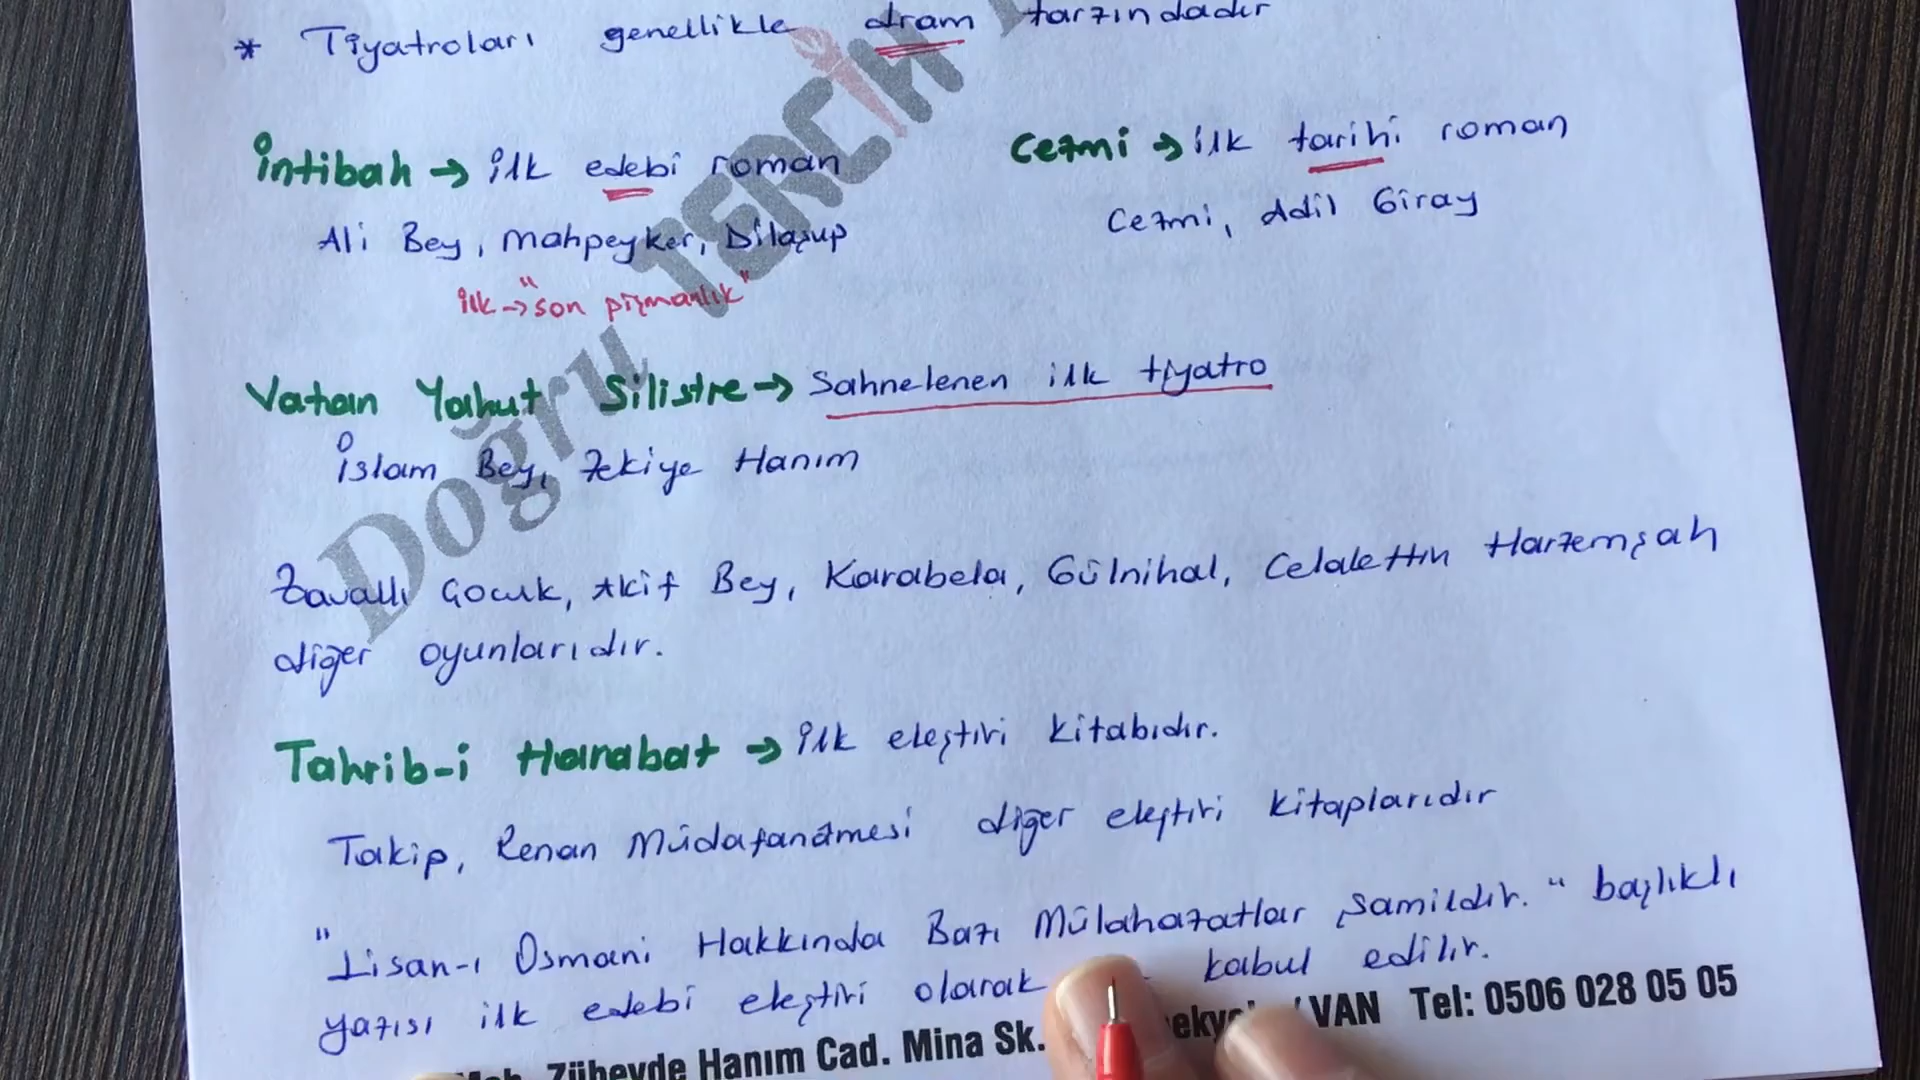 * Tiyatroları genellikle dram tarzındadır
İntibah → ilk edebi roman
Ali Bey, Mahpeyker, Dilaşup
ilk → "son pişmanlık"
Cezmi → ilk tarihi roman
Cezmi, Adil Giray
Vatan Yahut Silistre → Sahnelenen ilk tiyatro
İslam Bey, Zekiye Hanım
Zavallı Çocuk, Akif Bey, Karabela, Gülnihal, Celalettin Harzemşah
diğer oyunlarıdır.
Tahrib-i Harabat → ilk eleştiri kitabıdır.
Takip, Renan Müdafanamesi diğer eleştiri kitaplarıdır
"Lisan-ı Osmani Hakkında Bazı Mülahazatlar Şamildir." başlıklı
yazısı ilk edebi eleştiri olarak kabul edilir.
Doğru TERCİH
Zübeyde Hanım Cad. Mina Sk. / VAN Tel: 0506 028 05 05